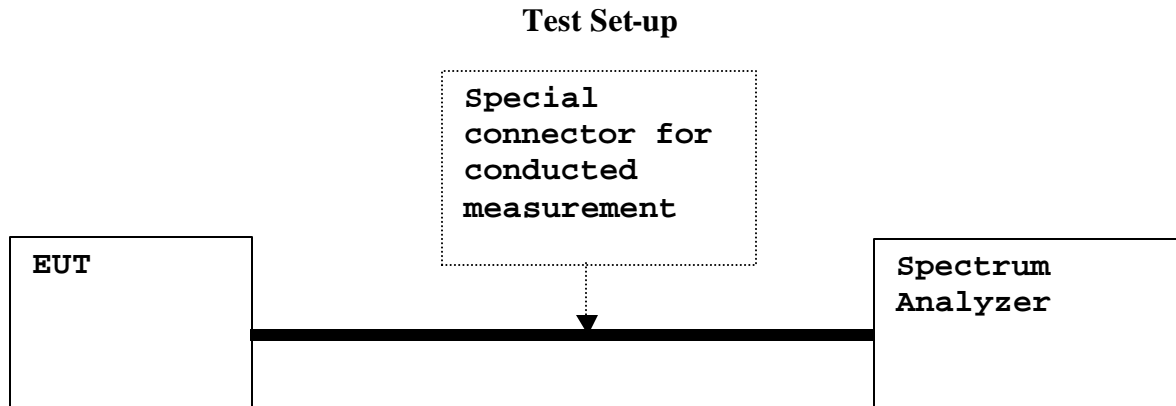 Test Set-up
Special
connector for
conducted
measurement
EUT
Spectrum
Analyzer